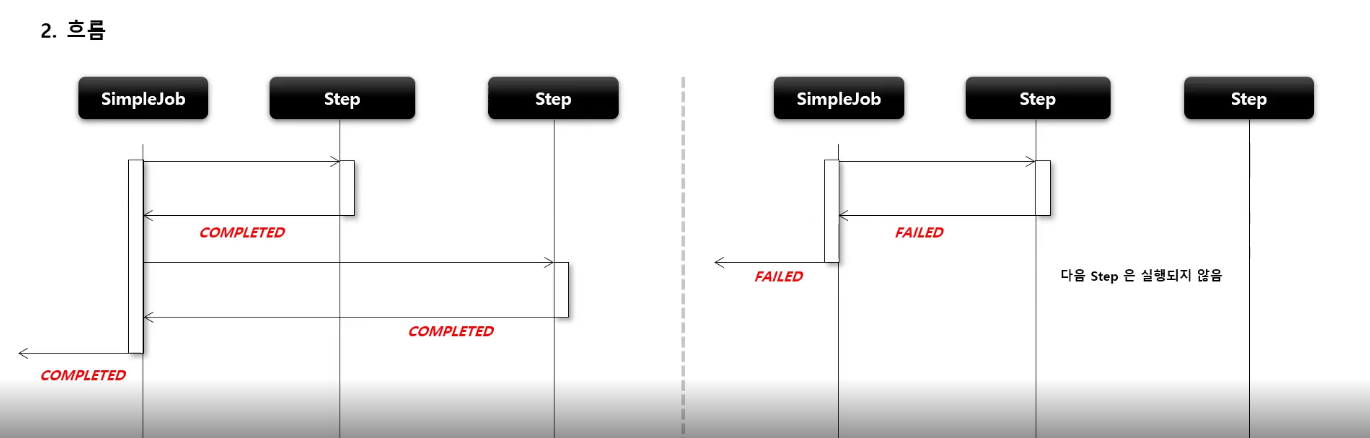 2. 흐름
SimpleJob
Step
Step
COMPLETED
COMPLETED
COMPLETED
SimpleJob
Step
Step
FAILED
FAILED
다음 Step 은 실행되지 않음